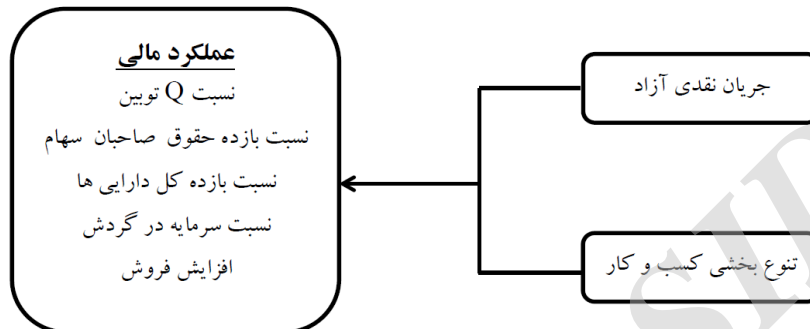 جریان نقدی آزاد
تنوع بخشی کسب و کار
عملکرد مالی
نسبت Q توبین
نسبت بازده حقوق صاحبان سهام
نسبت بازده کل دارایی ها
نسبت سرمایه در گردش
افزایش فروش
SID